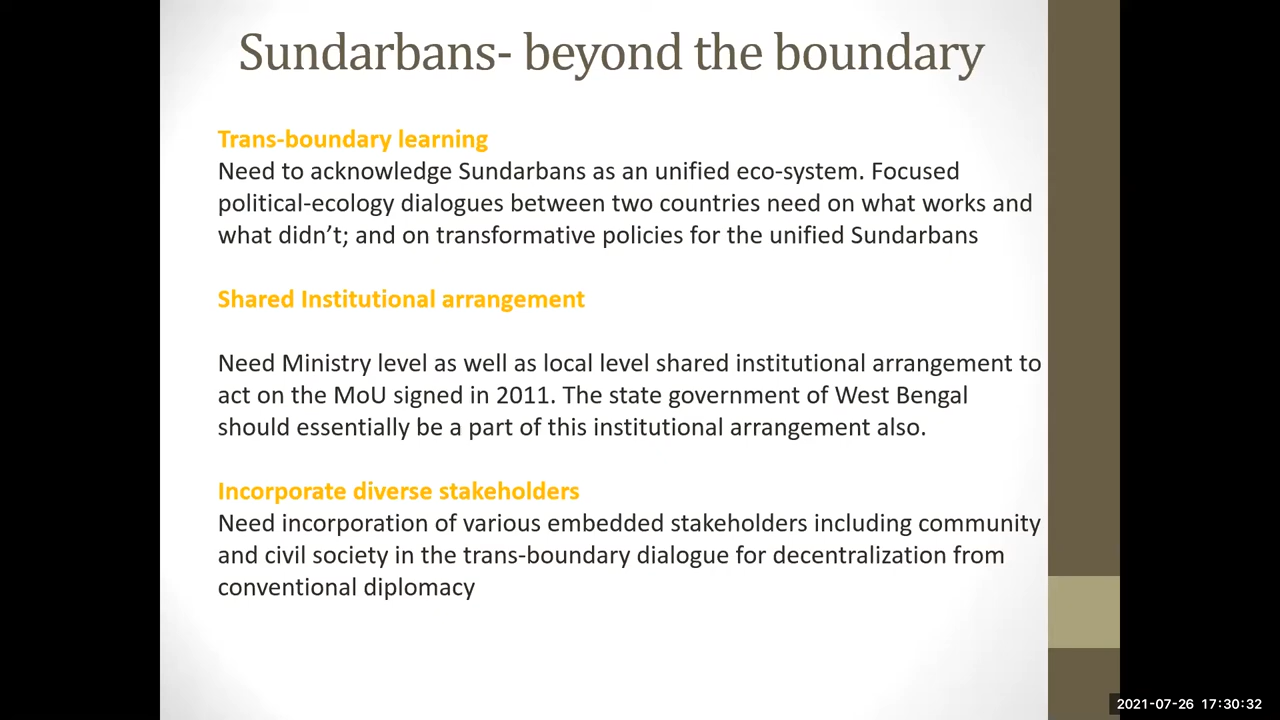 Sundarbans- beyond the boundary
Trans-boundary learning
Need to acknowledge Sundarbans as an unified eco-system. Focused
political-ecology dialogues between two countries need on what works and
what didn’t; and on transformative policies for the unified Sundarbans
Shared Institutional arrangement
Need Ministry level as well as local level shared institutional arrangement to
act on the MoU signed in 2011. The state government of West Bengal
should essentially be a part of this institutional arrangement also.
Incorporate diverse stakeholders
Need incorporation of various embedded stakeholders including community
and civil society in the trans-boundary dialogue for decentralization from
conventional diplomacy
2021-07-26 17:30:32